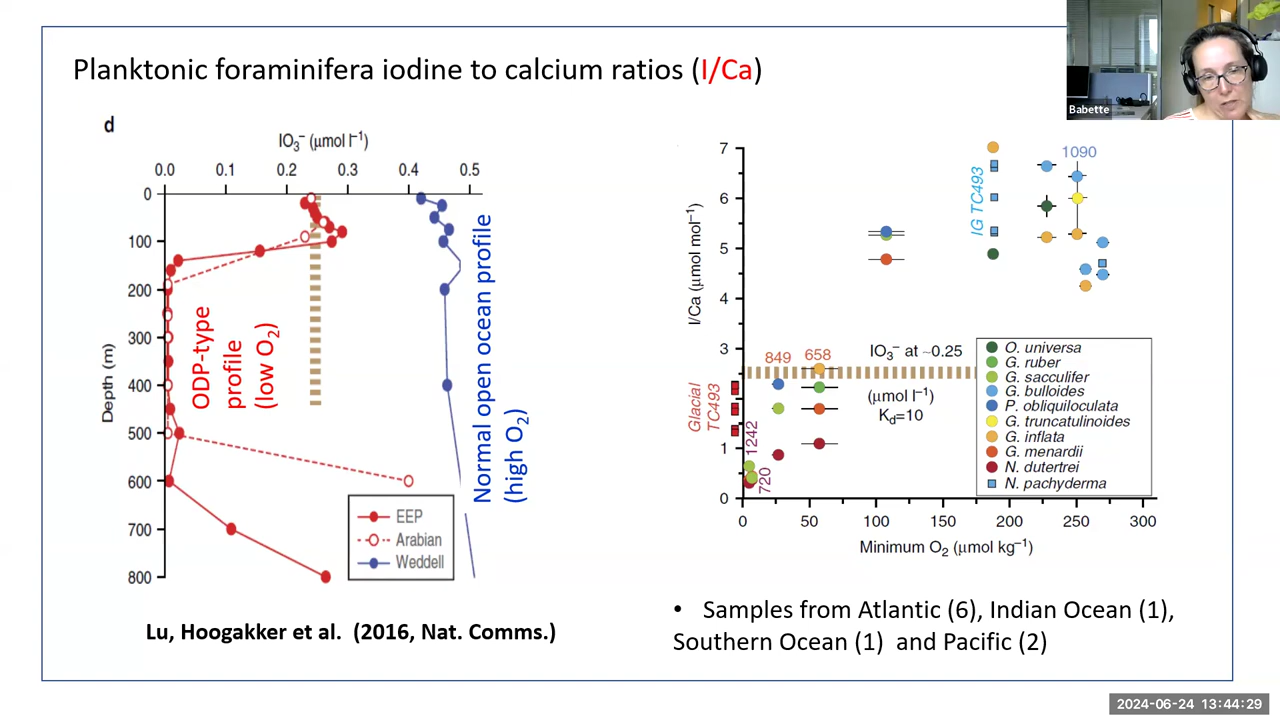 Planktonic foraminifera iodine to calcium ratios (I/Ca)
Babette
d
IO₃⁻ (μmol l⁻¹)
0.0 0.1 0.2 0.3 0.4 0.5
0
100
200
300
400
500
600
700
800
Depth (m)
ODP-type
profile
(low O₂)
Normal open ocean profile
(high O₂)
EEP
Arabian
Weddell
Lu, Hoogakker et al. (2016, Nat. Comms.)
I/Ca (μmol mol⁻¹)
7
6
5
4
3
1
0
0 50 100 150 200 250 300
Minimum O₂ (μmol kg⁻¹)
Glacial
TC493
1242
720
849
658
IG TC493
1090
IO₃⁻ at ~0.25
(μmol l⁻¹)
K_d=10
O. universa
G. ruber
G. sacculifer
G. bulloides
P. obliquiloculata
G. truncatulinoides
G. inflata
G. menardii
N. dutertrei
N. pachyderma
• Samples from Atlantic (6), Indian Ocean (1),
Southern Ocean (1) and Pacific (2)
2024-06-24 13:44:29